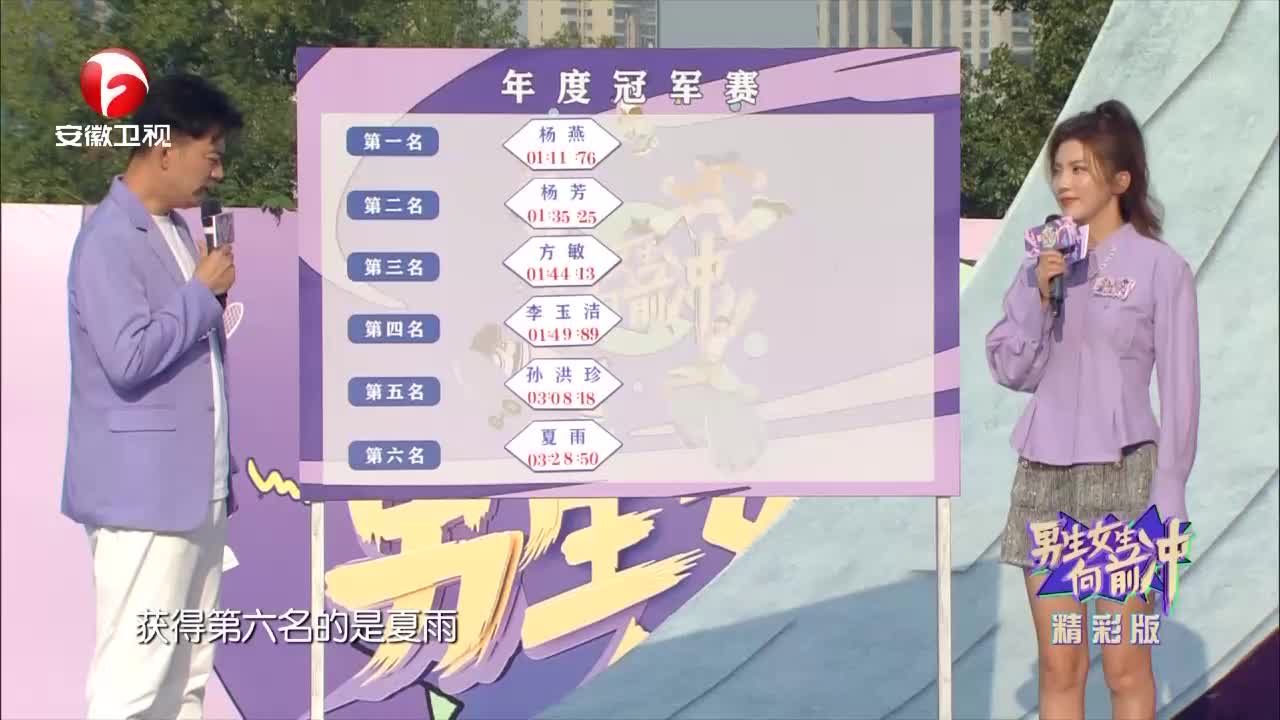 安徽卫视
年度冠军赛
第一名
杨燕
01:11:76
第二名
杨芳
01:35:25
第三名
方敏
01:44:13
第四名
李玉洁
01:49:89
第五名
孙洪珍
03:08:18
第六名
夏雨
03:28:50
男生
获得第六名的是夏雨
男生女生
向前冲
精彩版